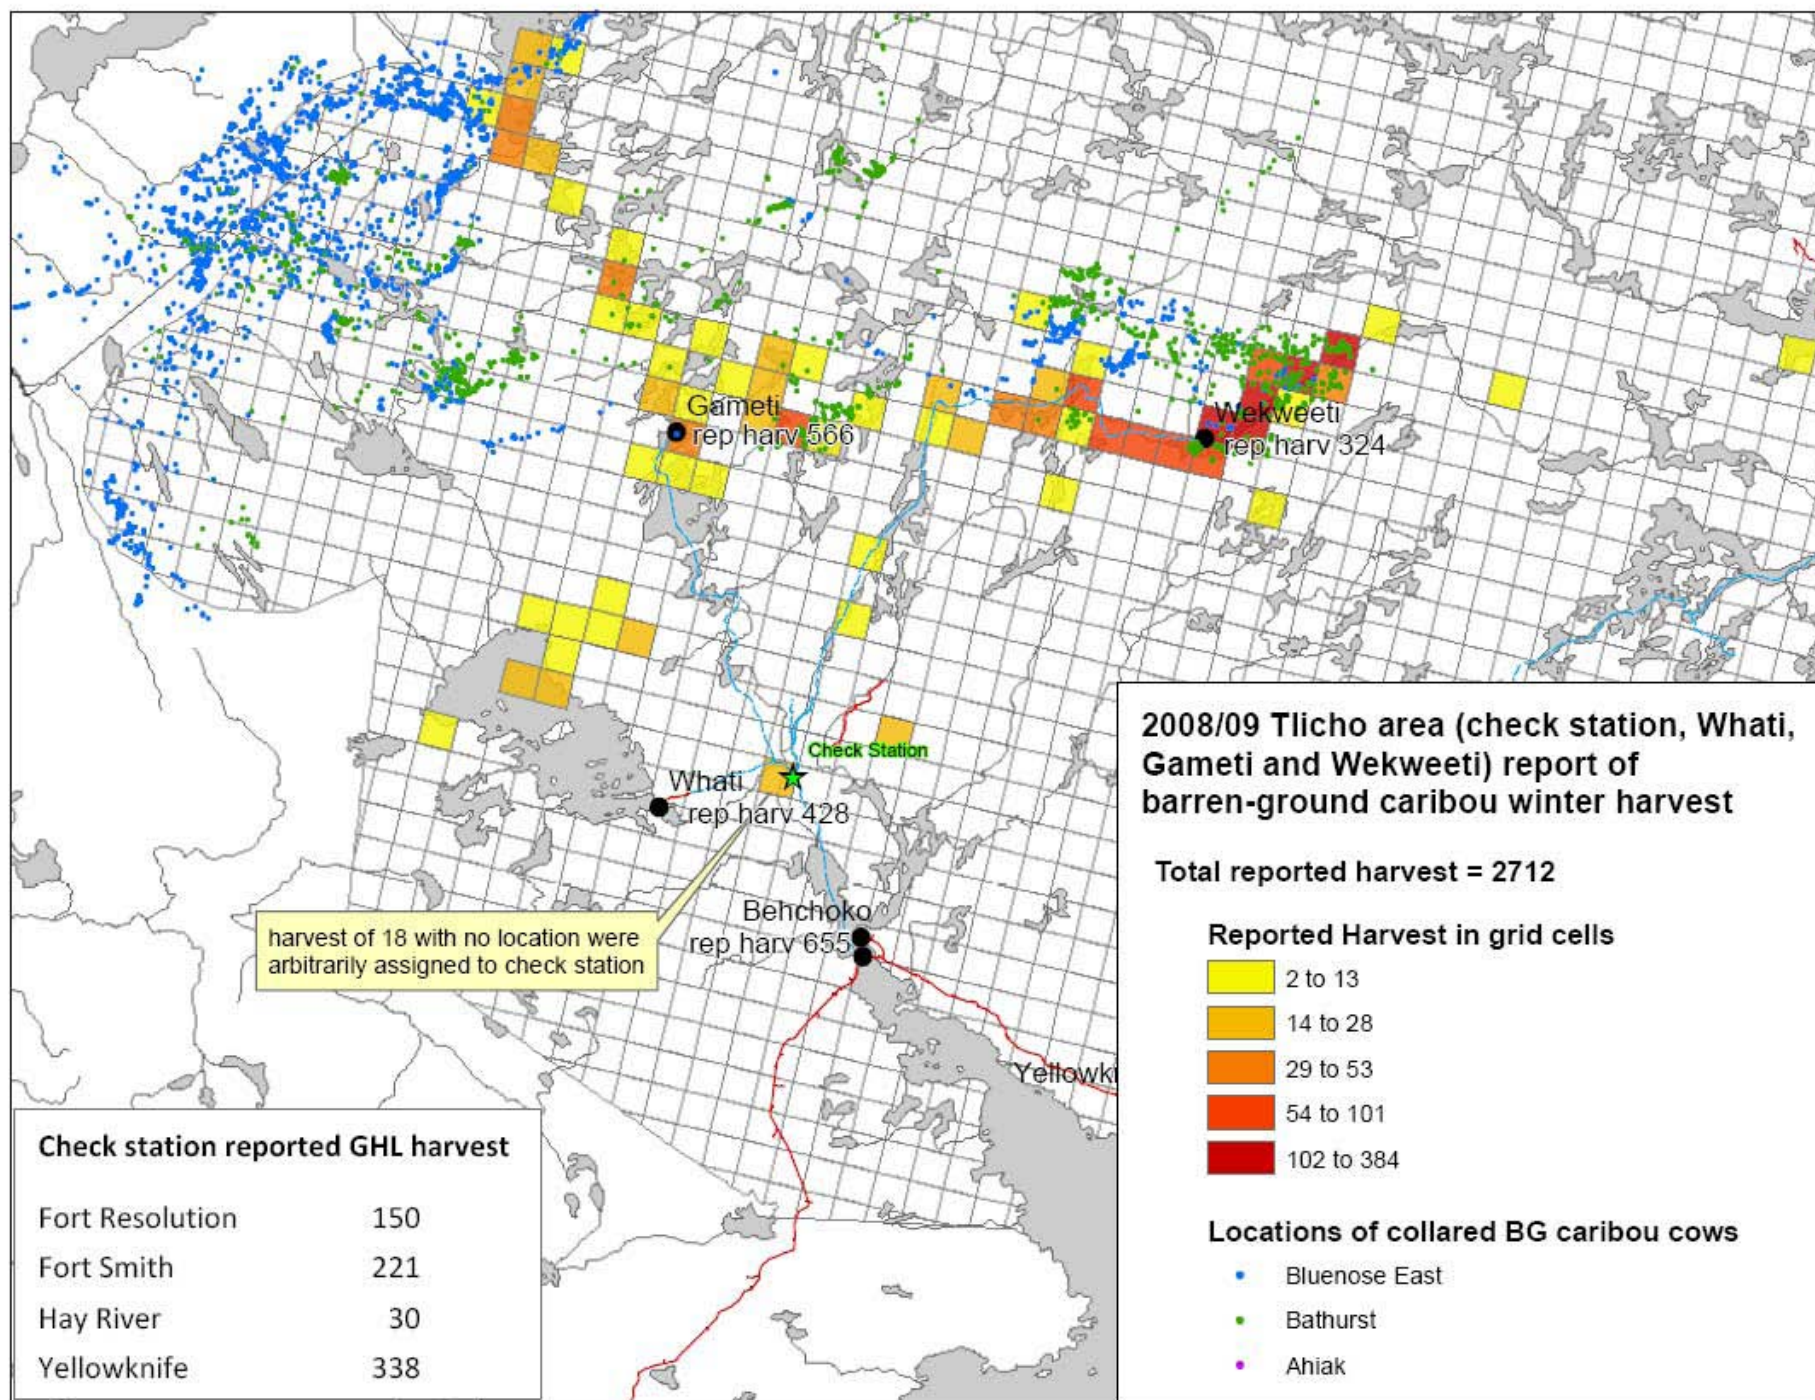 Gameti
rep harv 566
Wekweeti
rep harv 324
Check Station
Whati
rep harv 428
harvest of 18 with no location were
arbitrarily assigned to check station
Behchoko
rep harv 655
Yellowki
2008/09 Tlicho area (check station, Whati,
Gameti and Wekweeti) report of
barren-ground caribou winter harvest
Total reported harvest = 2712
Reported Harvest in grid cells
2 to 13
14 to 28
29 to 53
54 to 101
102 to 384
Locations of collared BG caribou cows
Bluenose East
Bathurst
Ahiak
Check station reported GHL harvest
Fort Resolution 150
Fort Smith 221
Hay River 30
Yellowknife 338